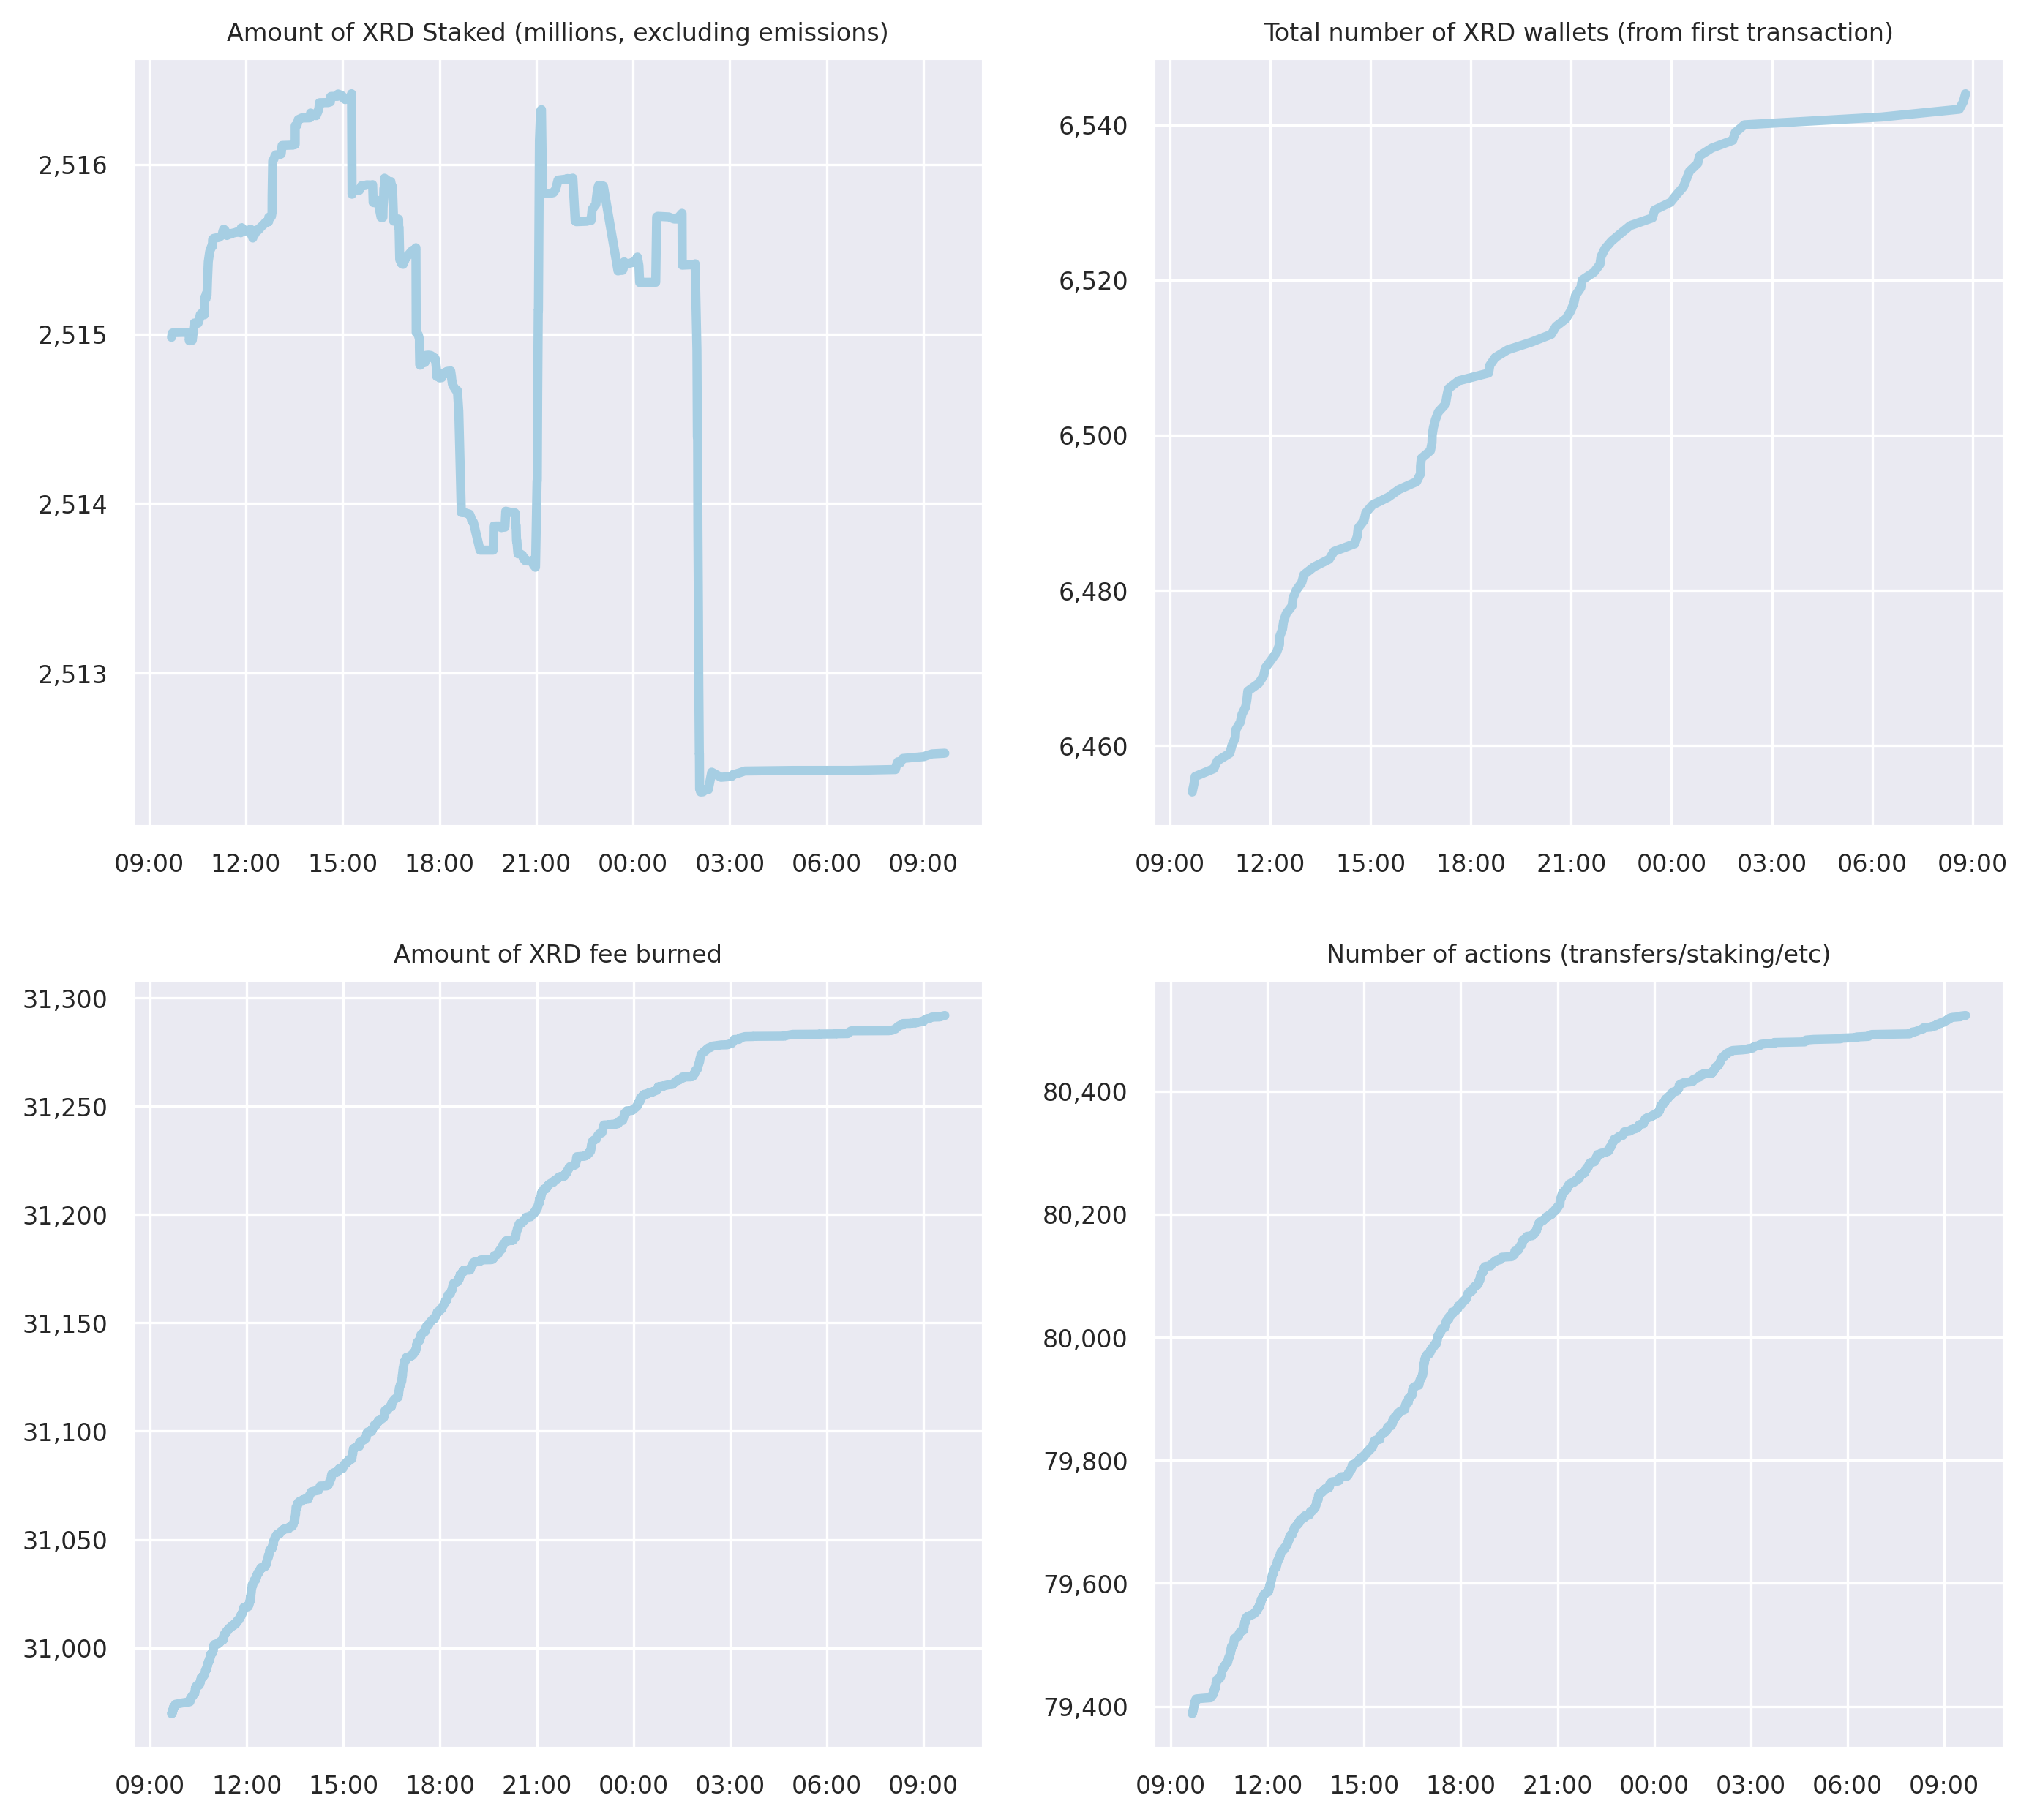 Amount of XRD Staked (millions, excluding emissions)
2,516
2,515
2,514
2,513
09:00 12:00 15:00 18:00 21:00 00:00 03:00 06:00 09:00
Total number of XRD wallets (from first transaction)
6,540
6,520
6,500
6,480
6,460
09:00 12:00 15:00 18:00 21:00 00:00 03:00 06:00 09:00
Amount of XRD fee burned
31,300
31,250
31,200
31,150
31,100
31,050
31,000
09:00 12:00 15:00 18:00 21:00 00:00 03:00 06:00 09:00
Number of actions (transfers/staking/etc)
80,400
80,200
80,000
79,800
79,600
79,400
09:00 12:00 15:00 18:00 21:00 00:00 03:00 06:00 09:00